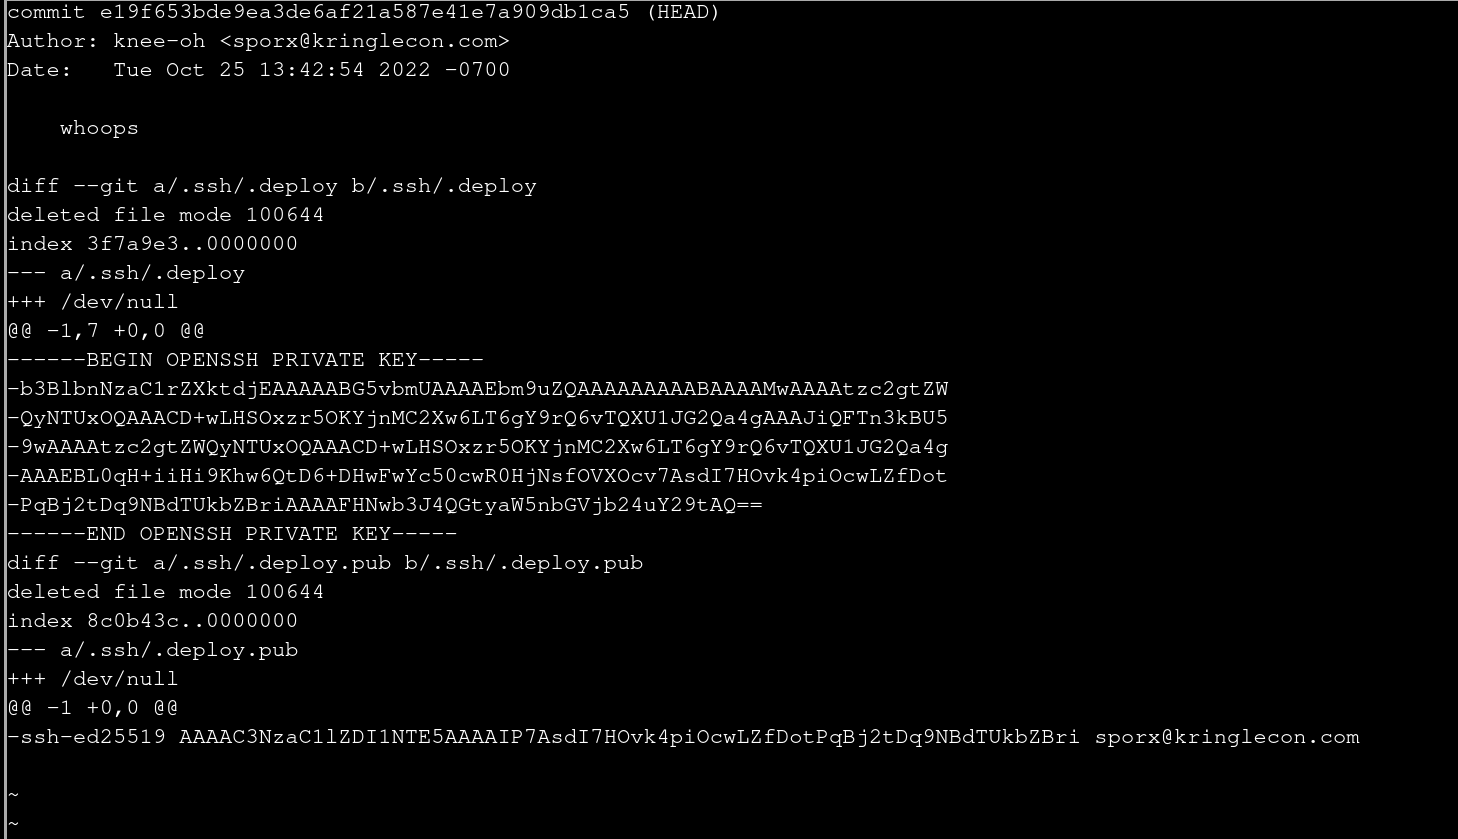 commit e19f653bde9ea3de6af21a587e41e7a909db1ca5 (HEAD)
Author: knee-oh <sporx@kringlecon.com>
Date:   Tue Oct 25 13:42:54 2022 -0700
    whoops
diff --git a/.ssh/.deploy b/.ssh/.deploy
deleted file mode 100644
index 3f7a9e3..0000000
--- a/.ssh/.deploy
+++ /dev/null
@@ -1,7 +0,0 @@
------BEGIN OPENSSH PRIVATE KEY-----
-b3BlbnNzaC1rZXktdjEAAAAABG5vbmUAAAAEbm9uZQAAAAAAAAABAAAAMwAAAAtzc2gtZW
-QyNTUxOQAAACD+wLHSOxzr5OKYjnMC2Xw6LT6gY9rQ6vTQXU1JG2Qa4gAAAJiQFTn3kBU5
-9wAAAAtzc2gtZWQyNTUxOQAAACD+wLHSOxzr5OKYjnMC2Xw6LT6gY9rQ6vTQXU1JG2Qa4g
-AAAEBL0qH+iiHi9Khw6QtD6+DHwFwYc50cwR0HjNsfOVXOcv7AsdI7HOvk4piOcwLZfDot
-PqBj2tDq9NBdTUkbZBriAAAAFHNwb3J4QGtyaW5nbGVjb24uY29tAQ==
------END OPENSSH PRIVATE KEY-----
diff --git a/.ssh/.deploy.pub b/.ssh/.deploy.pub
deleted file mode 100644
index 8c0b43c..0000000
--- a/.ssh/.deploy.pub
+++ /dev/null
@@ -1 +0,0 @@
-ssh-ed25519 AAAAC3NzaC1lZDI1NTE5AAAAIP7AsdI7HOvk4piOcwLZfDotPqBj2tDq9NBdTUkbZBri sporx@kringlecon.com
~
~